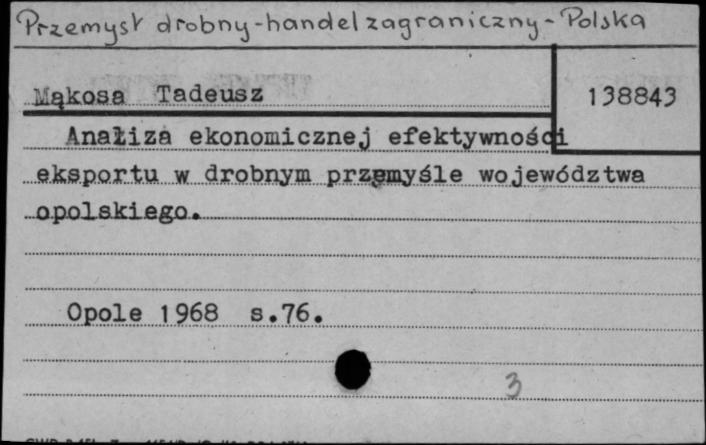 Przemysł drobny-handel zagraniczny-Polska
Mąkosa Tadeusz
138843
Analiza ekonomicznej efektywności
eksportu w drobnym przemyśle województwa
opolskiego.
Opole 1968 s.76.
3